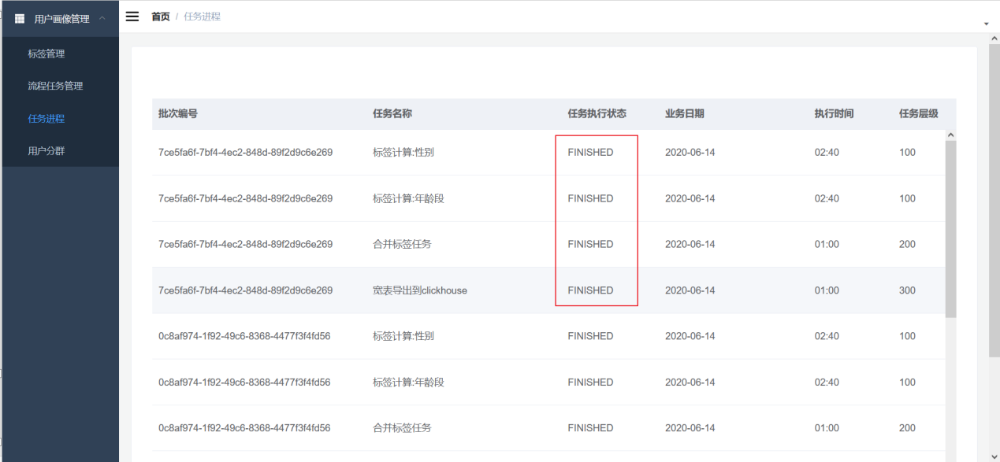 用户画像管理
首页 / 任务进程
标签管理
流程任务管理
任务进程
用户分群
批次编号 任务名称 任务执行状态 业务日期 执行时间 任务层级
7ce5fa6f-7bf4-4ec2-848d-89f2d9c6e269 标签计算:性别 FINISHED 2020-06-14 02:40 100
7ce5fa6f-7bf4-4ec2-848d-89f2d9c6e269 标签计算:年龄段 FINISHED 2020-06-14 02:40 100
7ce5fa6f-7bf4-4ec2-848d-89f2d9c6e269 合并标签任务 FINISHED 2020-06-14 01:00 200
7ce5fa6f-7bf4-4ec2-848d-89f2d9c6e269 宽表导出到clickhouse FINISHED 2020-06-14 01:00 300
0c8af974-1f92-49c6-8368-4477f3f4fd56 标签计算:性别 FINISHED 2020-06-14 02:40 100
0c8af974-1f92-49c6-8368-4477f3f4fd56 标签计算:年龄段 FINISHED 2020-06-14 02:40 100
0c8af974-1f92-49c6-8368-4477f3f4fd56 合并标签任务 FINISHED 2020-06-14 01:00 200